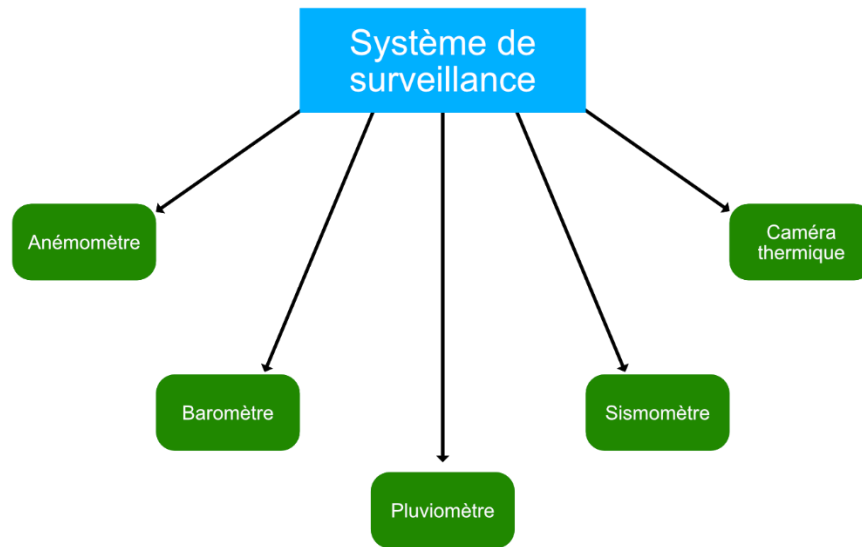 Système de
surveillance
Anémomètre
Caméra
thermique
Baromètre
Sismomètre
Pluviomètre